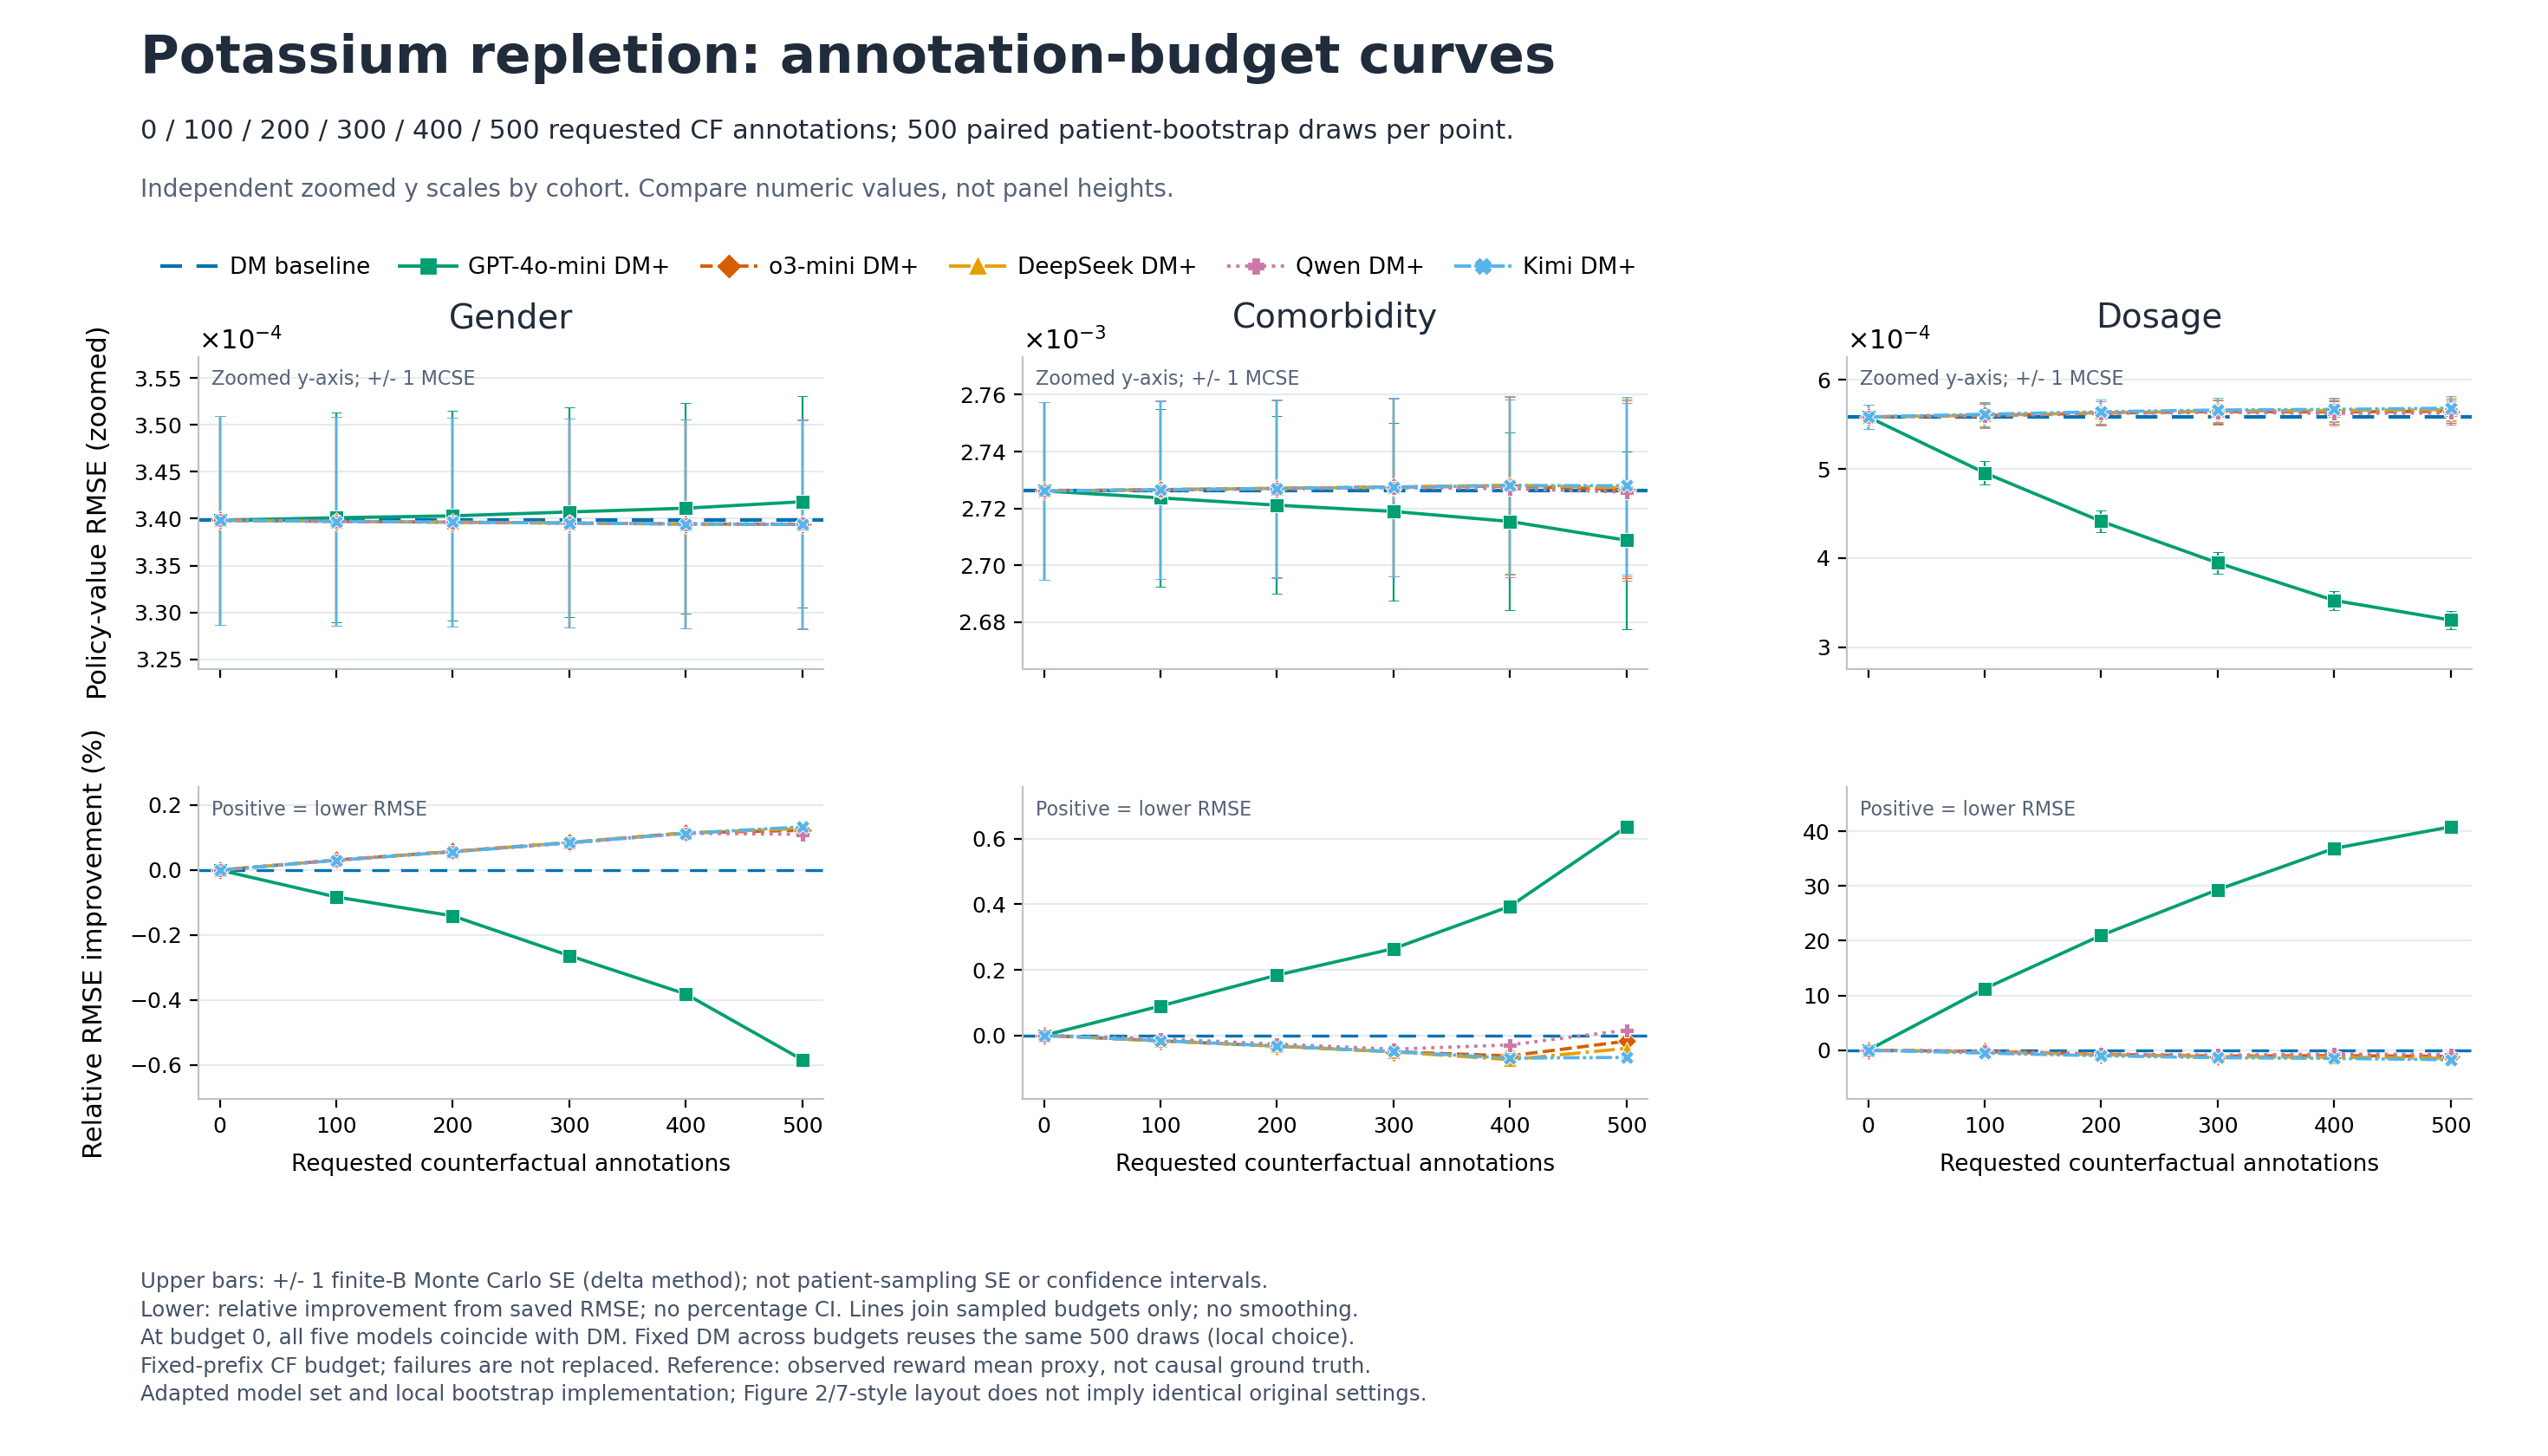 Potassium repletion: annotation-budget curves
0 / 100 / 200 / 300 / 400 / 500 requested CF annotations; 500 paired patient-bootstrap draws per point.
Independent zoomed y scales by cohort. Compare numeric values, not panel heights.
DM baseline GPT-4o-mini DM+ o3-mini DM+ DeepSeek DM+ Qwen DM+ Kimi DM+
Policy-value RMSE (zoomed)
Gender
×10⁻⁴
Zoomed y-axis; +/- 1 MCSE
3.55
3.50
3.45
3.40
3.35
3.30
3.25
Comorbidity
×10⁻³
Zoomed y-axis; +/- 1 MCSE
2.76
2.74
2.72
2.70
2.68
Dosage
×10⁻⁴
Zoomed y-axis; +/- 1 MCSE
6
5
4
3
Relative RMSE improvement (%)
Positive = lower RMSE
0.2
0.0
−0.2
−0.4
−0.6
0 100 200 300 400 500
Requested counterfactual annotations
Positive = lower RMSE
0.6
0.4
0.2
0.0
0 100 200 300 400 500
Requested counterfactual annotations
Positive = lower RMSE
40
30
20
10
0
0 100 200 300 400 500
Requested counterfactual annotations
Upper bars: +/- 1 finite-B Monte Carlo SE (delta method); not patient-sampling SE or confidence intervals.
Lower: relative improvement from saved RMSE; no percentage CI. Lines join sampled budgets only; no smoothing.
At budget 0, all five models coincide with DM. Fixed DM across budgets reuses the same 500 draws (local choice).
Fixed-prefix CF budget; failures are not replaced. Reference: observed reward mean proxy, not causal ground truth.
Adapted model set and local bootstrap implementation; Figure 2/7-style layout does not imply identical original settings.